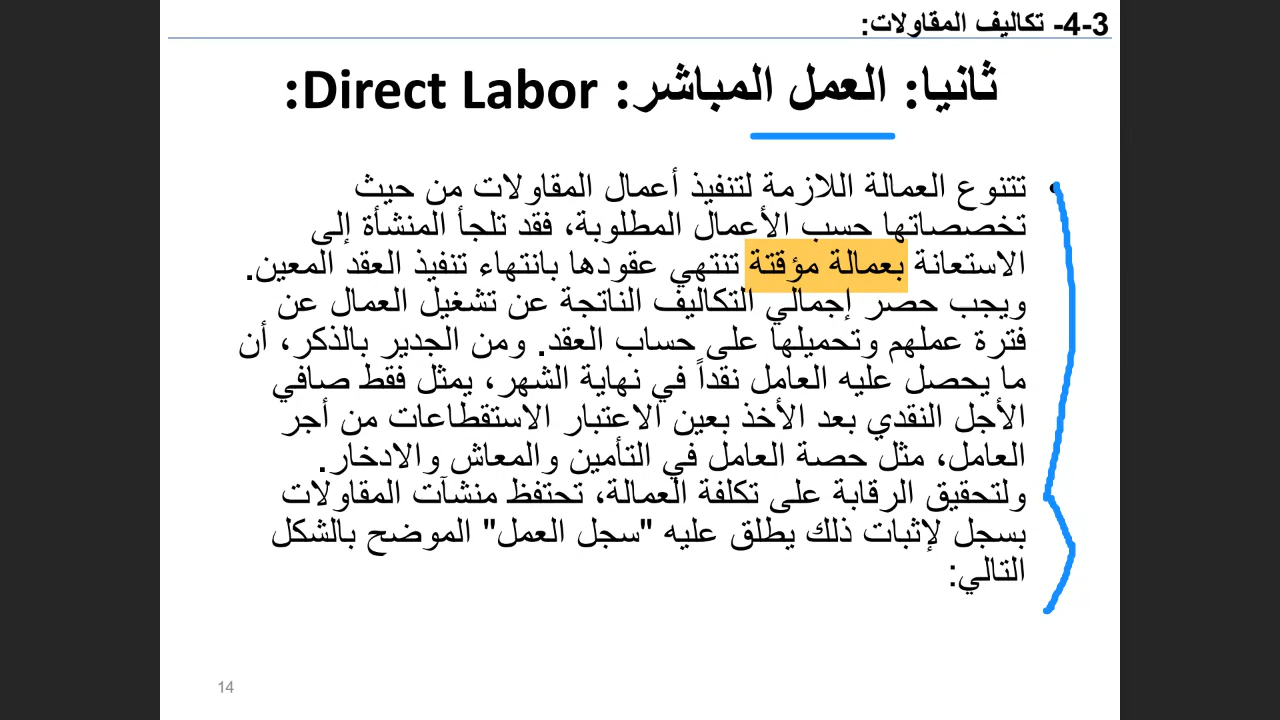 3-4- تكاليف المقاولات:
ثانيا: العمل المباشر: Direct Labor:
• تتنوع العمالة اللازمة لتنفيذ أعمال المقاولات من حيث
تخصصاتها حسب الأعمال المطلوبة، فقد تلجأ المنشأة إلى
الاستعانة بعمالة مؤقتة تنتهي عقودها بانتهاء تنفيذ العقد المعين.
ويجب حصر إجمالي التكاليف الناتجة عن تشغيل العمال عن
فترة عملهم وتحميلها على حساب العقد. ومن الجدير بالذكر، أن
ما يحصل عليه العامل نقداً في نهاية الشهر، يمثل فقط صافي
الأجل النقدي بعد الأخذ بعين الاعتبار الاستقطاعات من أجر
العامل، مثل حصة العامل في التأمين والمعاش والادخار.
ولتحقيق الرقابة على تكلفة العمالة، تحتفظ منشآت المقاولات
بسجل لإثبات ذلك يطلق عليه "سجل العمل" الموضح بالشكل
التالي:
14